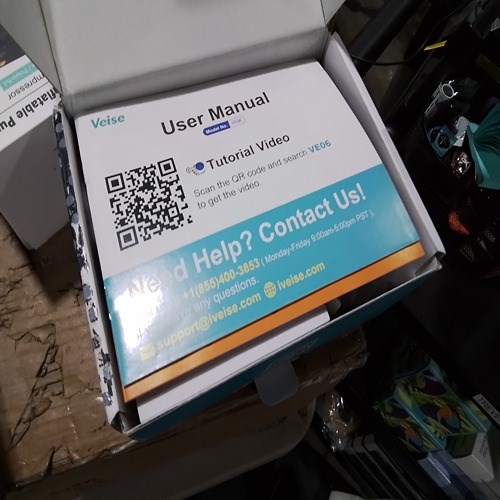 Veise
User Manual
Model No.
Tutorial Video
Scan the QR code and search VE06
to get the video.
Need Help? Contact Us!
+1(855)400-3853 ( Monday-Friday 9:00am-5:00pm PST ).
any questions.
support@iveise.com iveise.com